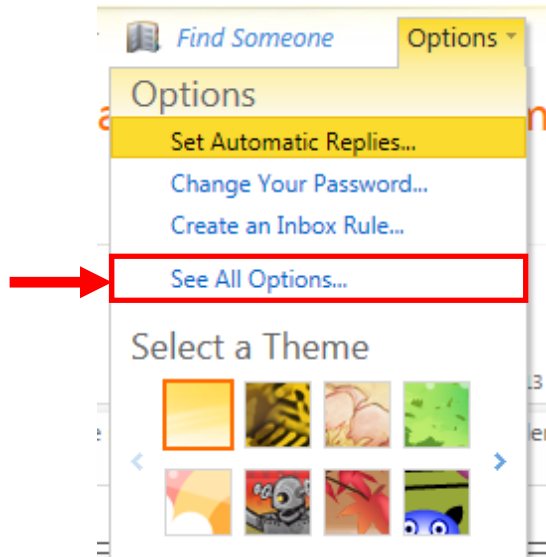 Find Someone Options
Options
Set Automatic Replies...
Change Your Password...
Create an Inbox Rule...
See All Options...
Select a Theme